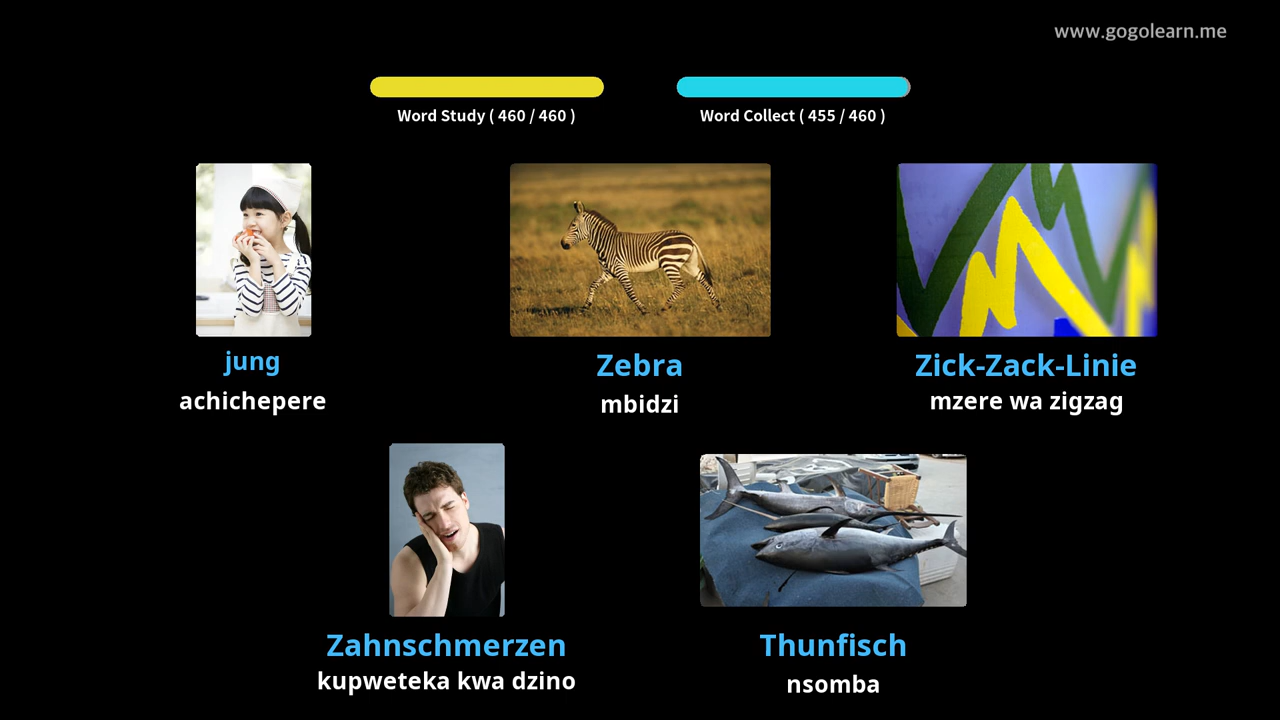 www.gogolearn.me
Word Study ( 460 / 460 )
Word Collect ( 455 / 460 )
jung
achichepere
Zebra
mbidzi
Zick-Zack-Linie
mzere wa zigzag
Zahnschmerzen
kupweteka kwa dzino
Thunfisch
nsomba